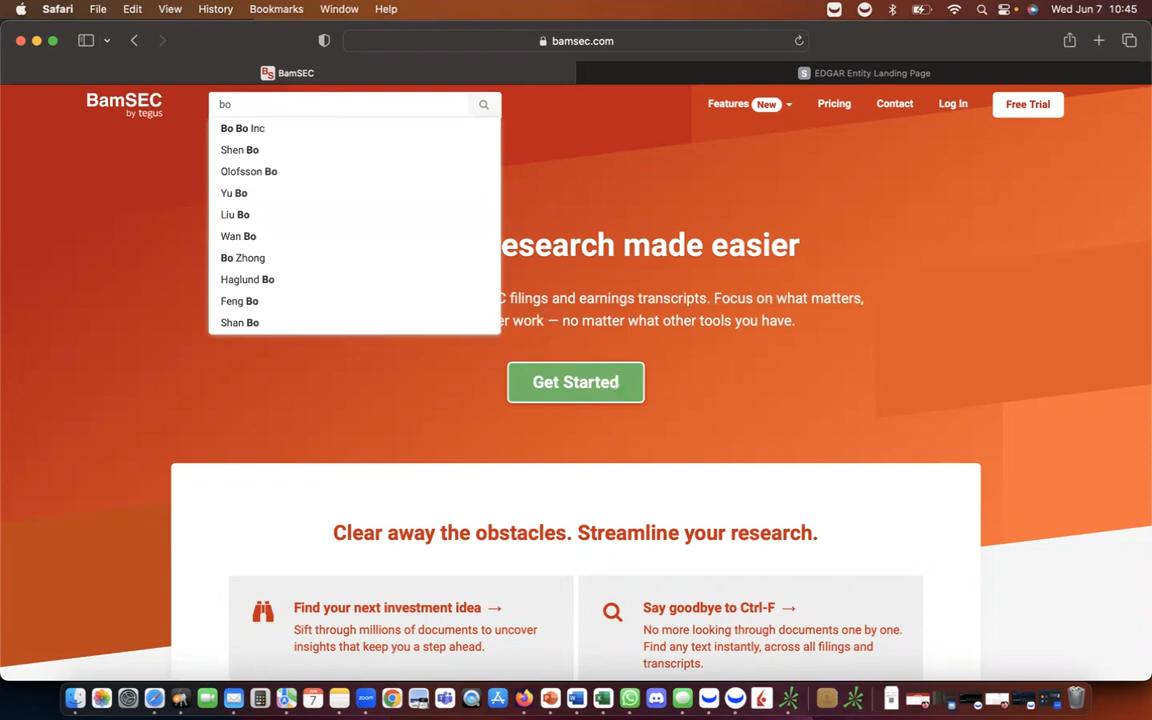 Safari File Edit View History Bookmarks Window Help Wed Jun 7 10:45
bamsec.com
BamSEC
EDGAR Entity Landing Page
BamSEC
by tegus
bo
Features New Pricing Contact Log In Free Trial
Bo Bo Inc
Shen Bo
Olofsson Bo
Yu Bo
Liu Bo
Wan Bo
Bo Zhong
Haglund Bo
Feng Bo
Shan Bo
esearch made easier
filings and earnings transcripts. Focus on what matters,
work — no matter what other tools you have.
Get Started
Clear away the obstacles. Streamline your research.
Find your next investment idea →
Sift through millions of documents to uncover
insights that keep you a step ahead.
Say goodbye to Ctrl-F →
No more looking through documents one by one.
Find any text instantly, across all filings and
transcripts.